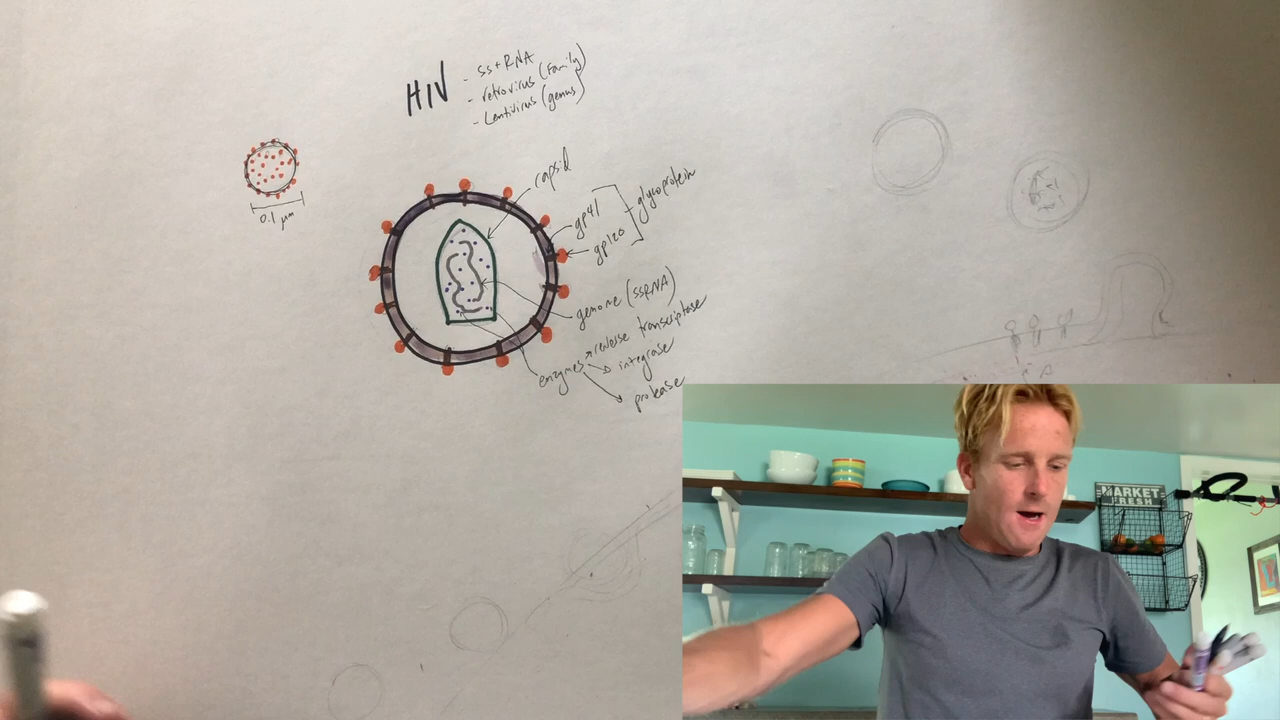 HIV
- ss+RNA
- retrovirus (Family)
- Lentivirus (genus)
0.1 µm
capsid
gp41
glycoprotein
gp120
genome (ssRNA)
enzymes
reverse transcriptase
integrase
protease
MARKET
FRESH